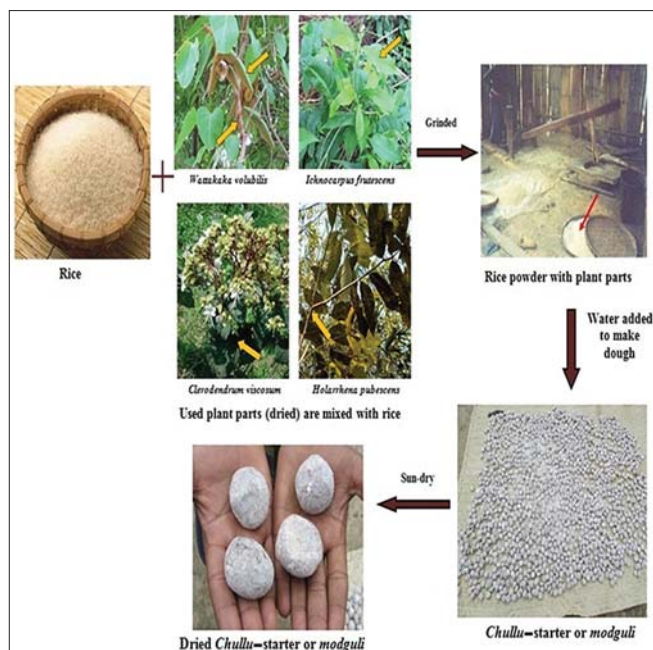 Wattakaka volubilis
Ichnocarpus frutescens
Grinded
Rice
Rice powder with plant parts
Water added
to make
dough
Clerodendrum viscosum
Holarrhena pubescens
Used plant parts (dried) are mixed with rice
Sun-dry
Dried Chullu–starter or modguli
Chullu–starter or modguli